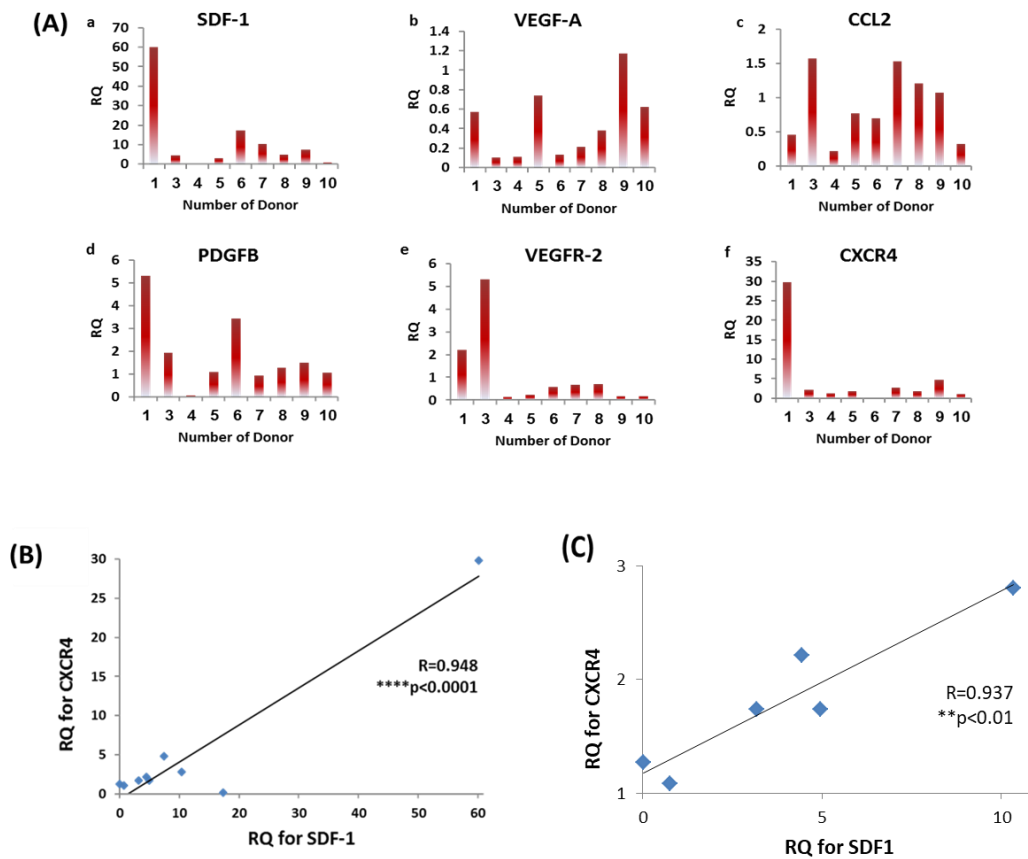 (A)
a
SDF-1
70
60
50
40
30
20
10
0
RQ
1 3 4 5 6 7 8 9 10
Number of Donor
b
VEGF-A
1.4
1.2
1
0.8
0.6
0.4
0.2
0
RQ
1 3 4 5 6 7 8 9 10
Number of Donor
c
CCL2
2
1.5
1
0.5
0
RQ
1 3 4 5 6 7 8 9 10
Number of Donor
d
PDGFB
6
5
4
3
2
1
0
RQ
1 3 4 5 6 7 8 9 10
Number of Donor
e
VEGFR-2
6
5
4
3
2
1
0
RQ
1 3 4 5 6 7 8 9 10
Number of Donor
f
CXCR4
35
30
25
20
15
10
5
0
RQ
1 3 4 5 6 7 8 9 10
Number of Donor
(B)
30
25
20
15
10
5
0
RQ for CXCR4
R=0.948
****p<0.0001
0 10 20 30 40 50 60
RQ for SDF-1
(C)
3
2
1
RQ for CXCR4
R=0.937
**p<0.01
0 5 10
RQ for SDF1